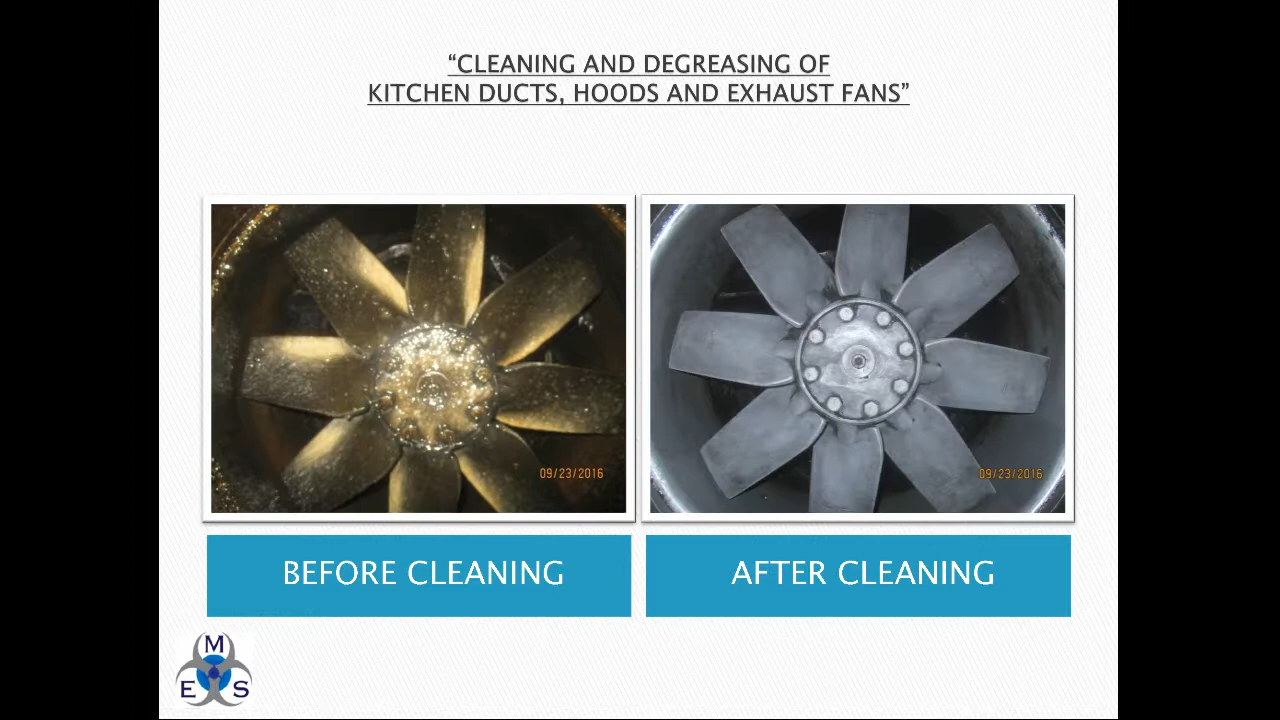 “CLEANING AND DEGREASING OF
KITCHEN DUCTS, HOODS AND EXHAUST FANS”
09/23/2016
09/23/2016
BEFORE CLEANING
AFTER CLEANING
M
E S